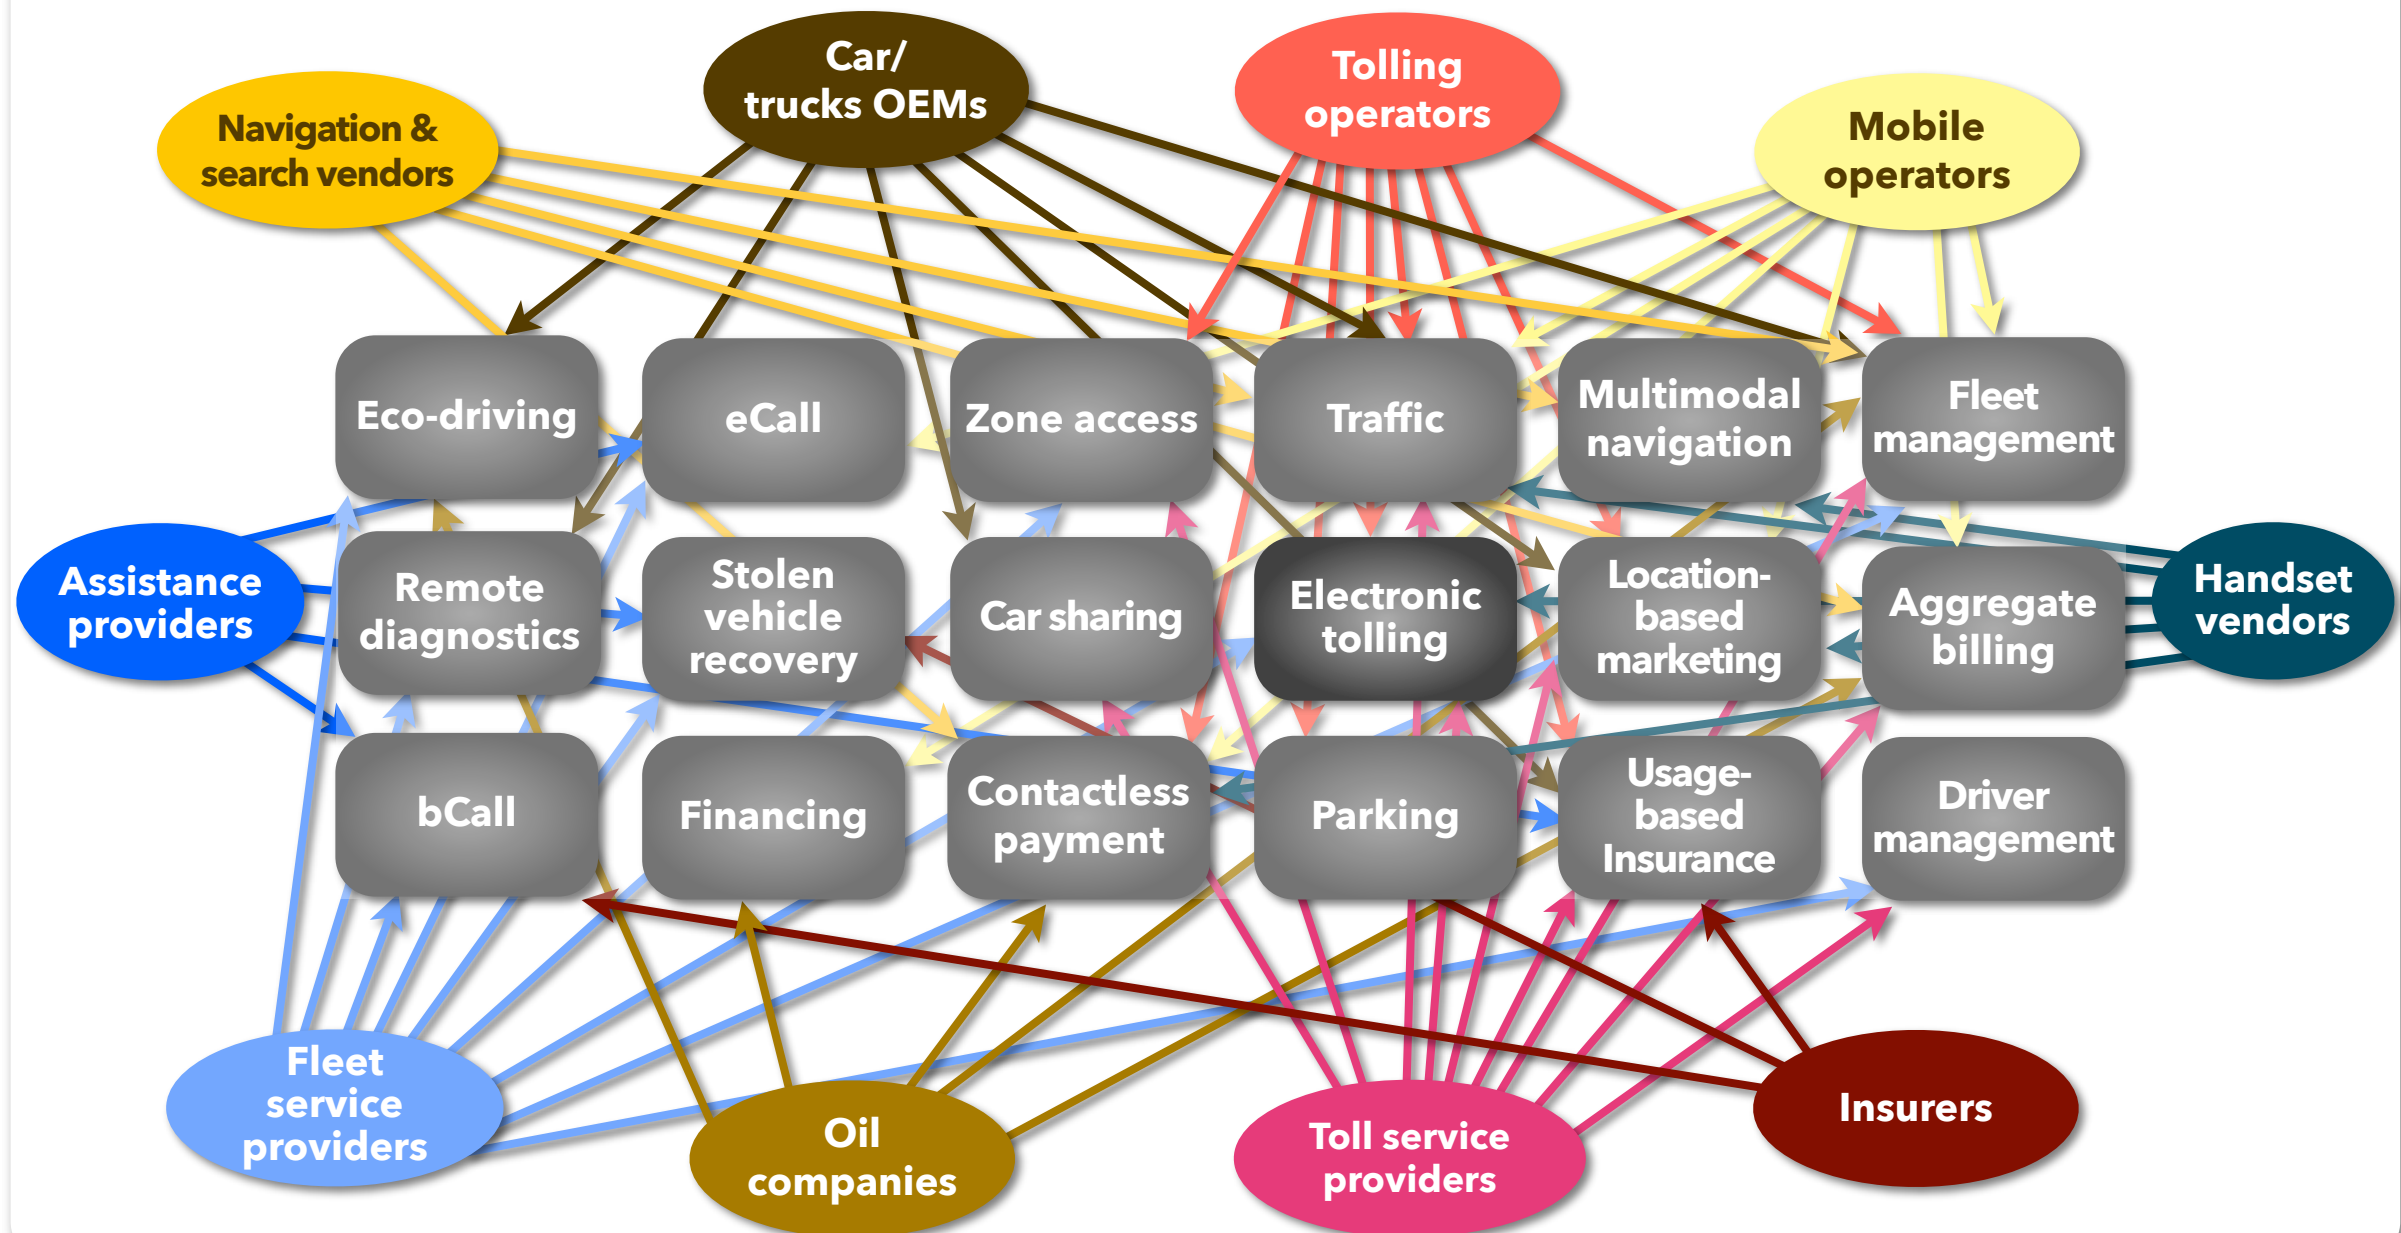 Car/
trucks OEMs
Tolling
operators
Navigation &
search vendors
Mobile
operators
Eco-driving
eCall
Zone access
Traffic
Multimodal
navigation
Fleet
management
Assistance
providers
Remote
diagnostics
Stolen
vehicle
recovery
Car sharing
Electronic
tolling
Location-
based
marketing
Aggregate
billing
Handset
vendors
bCall
Financing
Contactless
payment
Parking
Usage-
based
Insurance
Driver
management
Fleet
service
providers
Oil
companies
Toll service
providers
Insurers